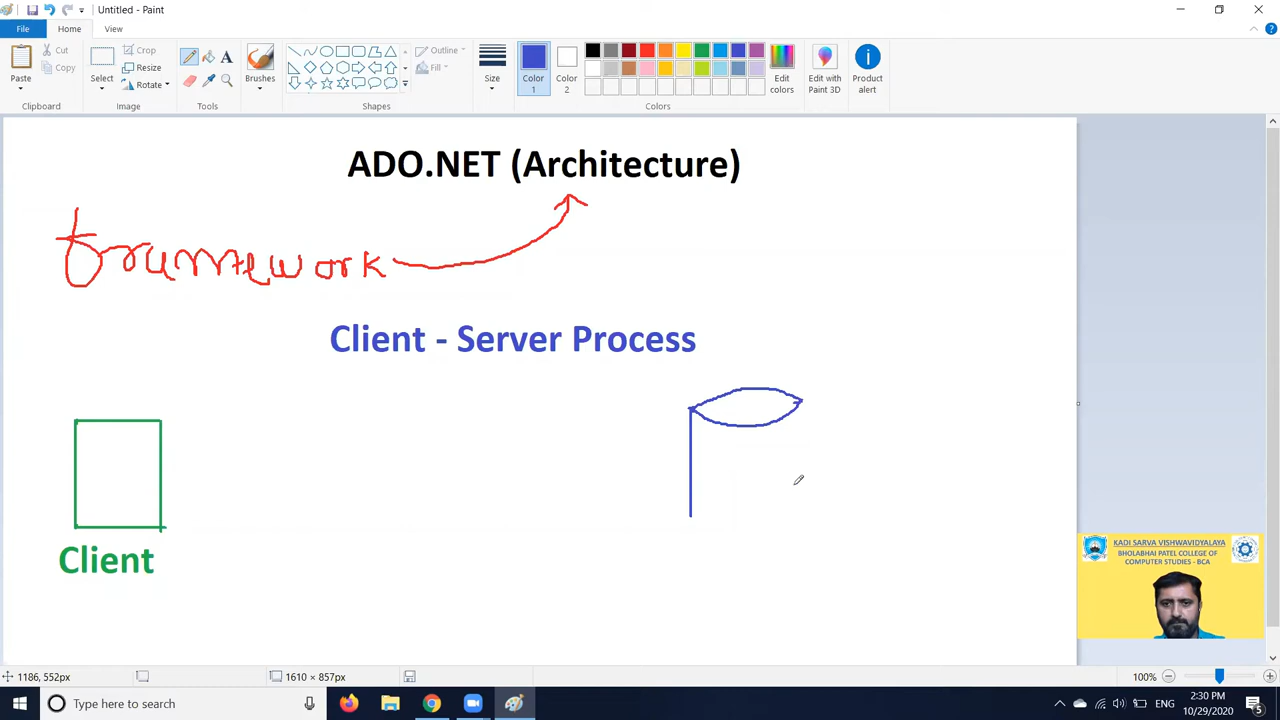 Untitled - Paint
File
Home
View
Paste
Cut
Copy
Clipboard
Select
Crop
Resize
Rotate
Image
Tools
Brushes
Shapes
Outline
Fill
Size
Color
1
Color
2
Colors
Edit
colors
Edit with
Paint 3D
Product
alert
ADO.NET (Architecture)
framework
Client - Server Process
Client
KADI SARVA VISHWAVIDYALAYA
BHOLABHAI PATEL COLLEGE OF
COMPUTER STUDIES - BCA
1186, 552px
1610 × 857px
100%
Type here to search
ENG
2:30 PM
10/29/2020
5